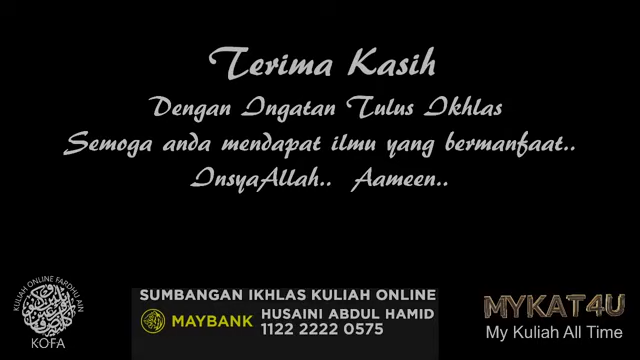 Terima Kasih
Dengan Ingatan Tulus Ikhlas
Semoga anda mendapat ilmu yang bermanfaat..
InsyaAllah.. Aameen..
KULIAH ONLINE FARDHU AIN
KOFA
SUMBANGAN IKHLAS KULIAH ONLINE
MAYBANK
HUSAINI ABDUL HAMID
1122 2222 0575
MYKAT4U
My Kuliah All Time